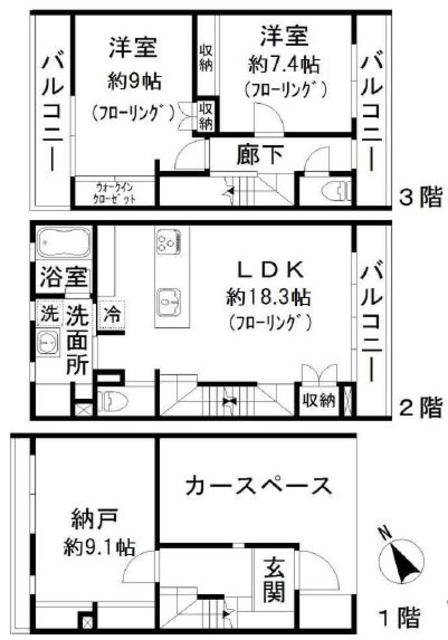 バルコニー
洋室
約9帖
(フローリング)
収納
収納
洋室
約7.4帖
(フローリング)
バルコニー
廊下
ウォークイン
クローゼット
3階
浴室
洗
洗面所
冷
LDK
約18.3帖
(フローリング)
バルコニー
収納
2階
納戸
約9.1帖
カースペース
玄関
N
1階